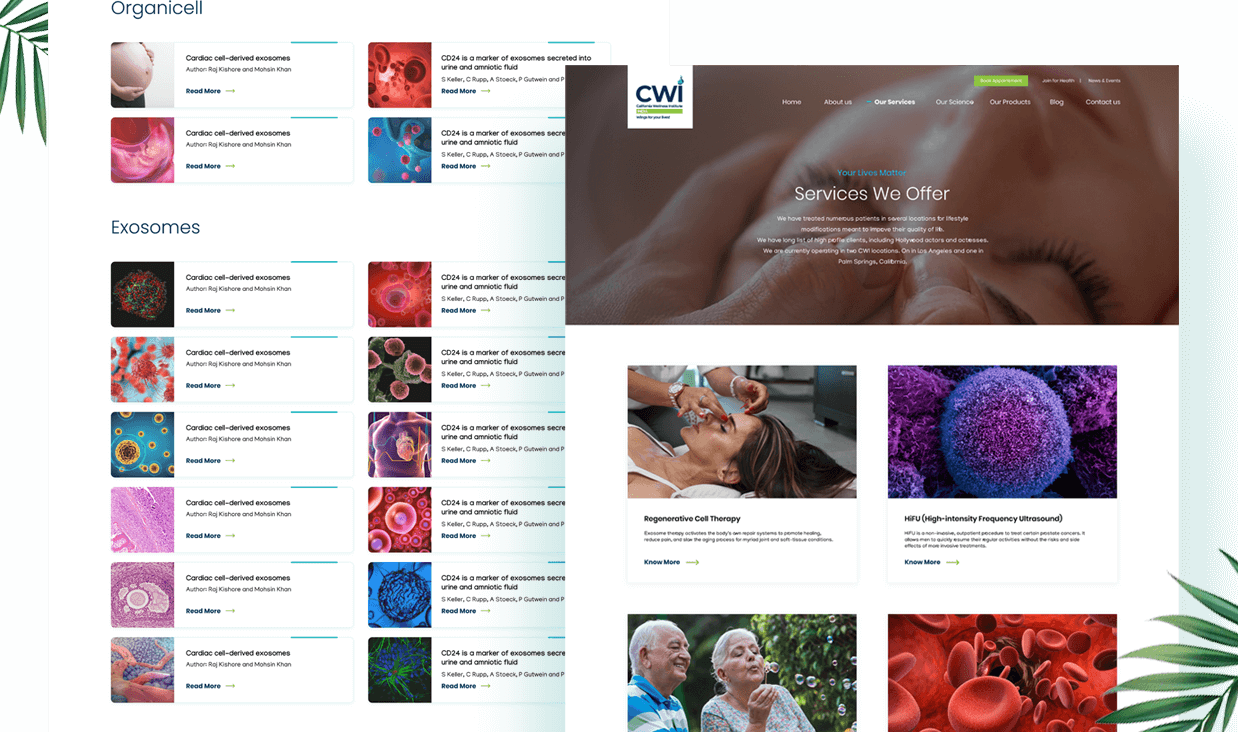 Organicell
Cardiac cell-derived exosomes
Author: Raj Kishore and Mohsin Khan
Read More
CD24 is a marker of exosomes secreted into
urine and amniotic fluid
S Keller, C Rupp, A Stoeck, P Gutwein and P
Read More
Cardiac cell-derived exosomes
Author: Raj Kishore and Mohsin Khan
Read More
CD24 is a marker of exosomes secre
urine and amniotic fluid
S Keller, C Rupp, A Stoeck, P Gutwein and P
Read More
Exosomes
Cardiac cell-derived exosomes
Author: Raj Kishore and Mohsin Khan
Read More
CD24 is a marker of exosomes secre
urine and amniotic fluid
S Keller, C Rupp, A Stoeck, P Gutwein and P
Read More
Cardiac cell-derived exosomes
Author: Raj Kishore and Mohsin Khan
Read More
CD24 is a marker of exosomes secre
urine and amniotic fluid
S Keller, C Rupp, A Stoeck, P Gutwein and P
Read More
Cardiac cell-derived exosomes
Author: Raj Kishore and Mohsin Khan
Read More
CD24 is a marker of exosomes secre
urine and amniotic fluid
S Keller, C Rupp, A Stoeck, P Gutwein and P
Read More
Cardiac cell-derived exosomes
Author: Raj Kishore and Mohsin Khan
Read More
CD24 is a marker of exosomes secre
urine and amniotic fluid
S Keller, C Rupp, A Stoeck, P Gutwein and P
Read More
Cardiac cell-derived exosomes
Author: Raj Kishore and Mohsin Khan
Read More
CD24 is a marker of exosomes secre
urine and amniotic fluid
S Keller, C Rupp, A Stoeck, P Gutwein and P
Read More
Cardiac cell-derived exosomes
Author: Raj Kishore and Mohsin Khan
Read More
CD24 is a marker of exosomes secre
urine and amniotic fluid
S Keller, C Rupp, A Stoeck, P Gutwein and P
Read More
CWI
California Wellness Institute
Book Appointment
Join for Health | News & Events
Home About us Our Services Our Science Our Products Blog Contact us
Your Lives Matter
Services We Offer
We have treated numerous patients in several locations for lifestyle
modifications meant to improve their quality of life.
We have long list of high profile clients, including Hollywood actors and actresses.
We are currently operating in two CWI locations. On in Los Angeles and one in
Palm Springs, California.
Regenerative Cell Therapy
Exosome therapy activates the body's own repair systems to promote healing,
reduce pain, and slow the aging process for myriad joint and soft-tissue conditions.
Know More
HiFU (High-intensity Frequency Ultrasound)
HIFU is a non-invasive, outpatient procedure to treat certain prostate cancers. It
allows men to quickly resume their regular activities without the risks and side
effects of more invasive treatments.
Know More